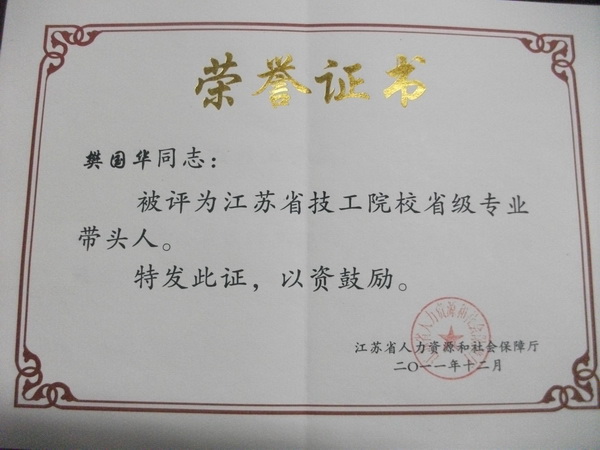 荣誉证书
樊国华同志：
被评为江苏省技工院校省级专业
带头人。
特发此证，以资鼓励。
江苏省人力资源和社会保障厅
二〇一一年十二月